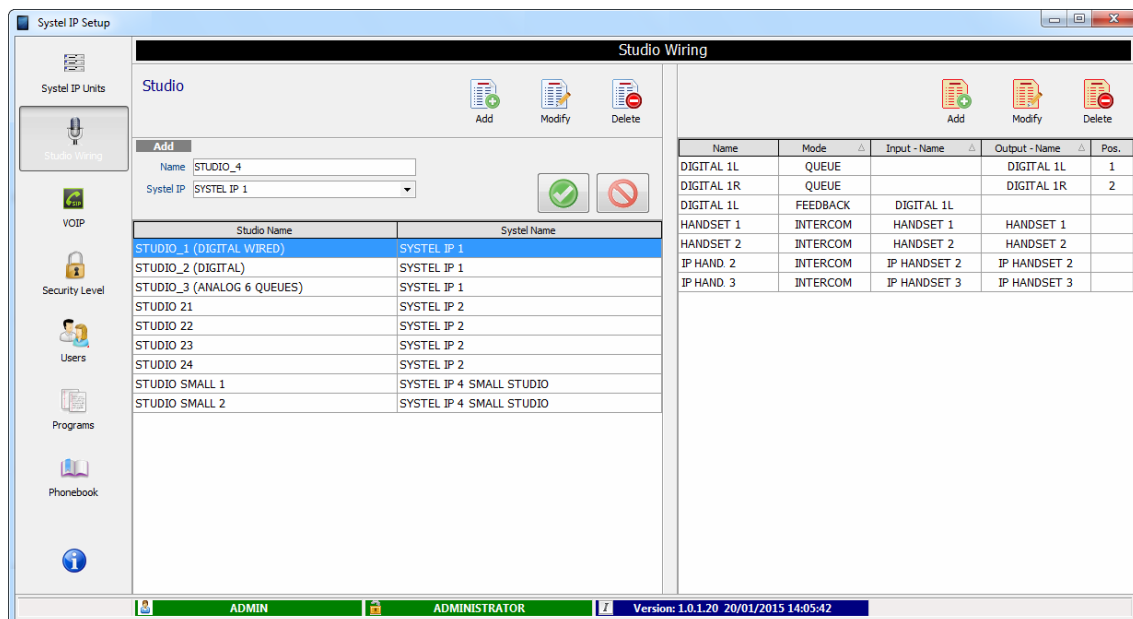 Systel IP Setup
Studio Wiring
Systel IP Units
Studio Wiring
VOIP
Security Level
Users
Programs
Phonebook
Studio
Add Modify Delete
Add
Name STUDIO_4
Systel IP SYSTEL IP 1
Studio Name Systel Name
STUDIO_1 (DIGITAL WIRED) SYSTEL IP 1
STUDIO_2 (DIGITAL) SYSTEL IP 1
STUDIO_3 (ANALOG 6 QUEUES) SYSTEL IP 1
STUDIO 21 SYSTEL IP 2
STUDIO 22 SYSTEL IP 2
STUDIO 23 SYSTEL IP 2
STUDIO 24 SYSTEL IP 2
STUDIO SMALL 1 SYSTEL IP 4 SMALL STUDIO
STUDIO SMALL 2 SYSTEL IP 4 SMALL STUDIO
Add Modify Delete
Name Mode Input - Name Output - Name Pos.
DIGITAL 1L QUEUE DIGITAL 1L 1
DIGITAL 1R QUEUE DIGITAL 1R 2
DIGITAL 1L FEEDBACK DIGITAL 1L
HANDSET 1 INTERCOM HANDSET 1 HANDSET 1
HANDSET 2 INTERCOM HANDSET 2 HANDSET 2
IP HAND. 2 INTERCOM IP HANDSET 2 IP HANDSET 2
IP HAND. 3 INTERCOM IP HANDSET 3 IP HANDSET 3
ADMIN ADMINISTRATOR I Version: 1.0.1.20 20/01/2015 14:05:42